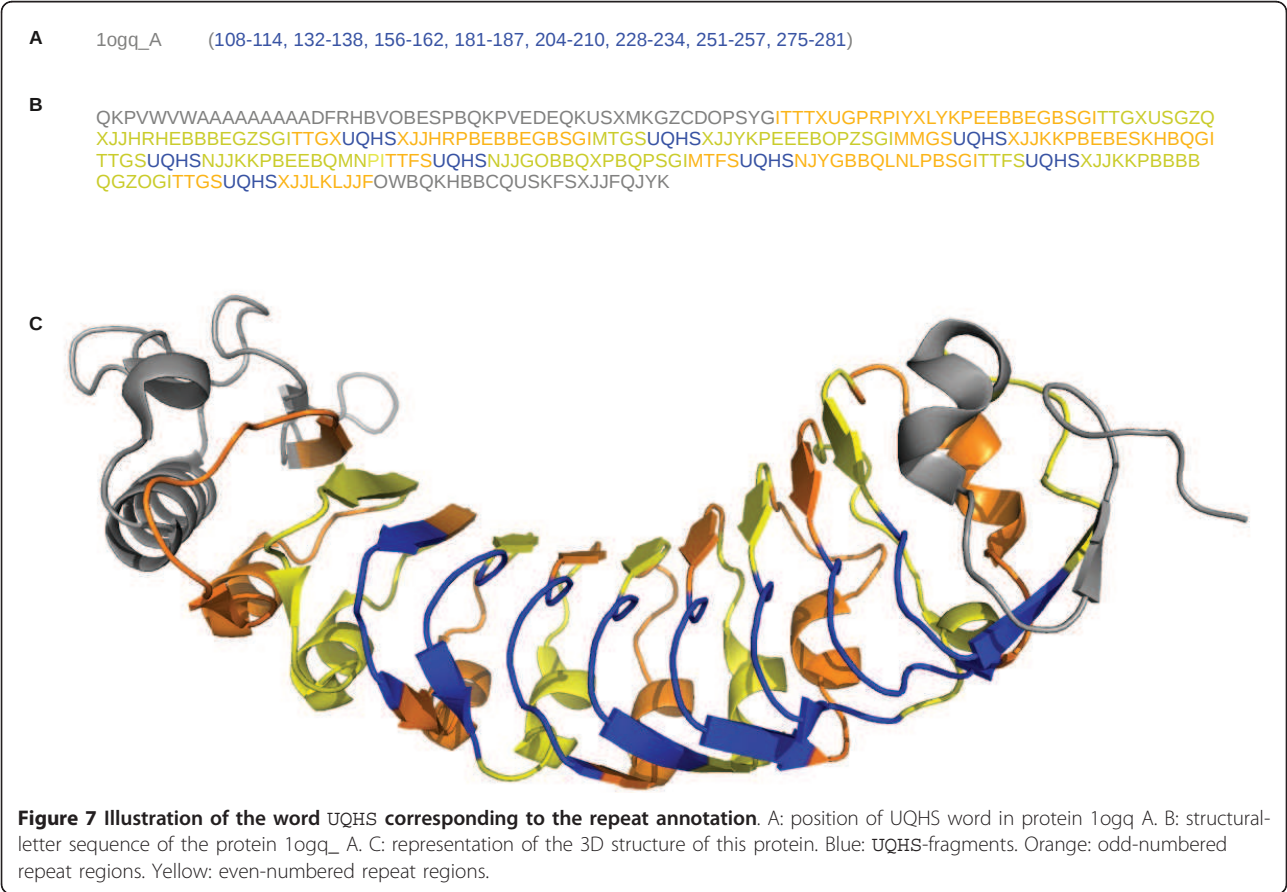 A 1ogq_A (108-114, 132-138, 156-162, 181-187, 204-210, 228-234, 251-257, 275-281)
B QKPVWVWAAAAAAAAADFRHBVOBESPBQKPVEDEQKUSXMKGZCDOPSYGITTTXUGPRPIYXLYKPEEBBEGBSGITTGXUSGZQ
XJJHRHEBBBEGZSGITTGXUQHSXJJHRPBEBBEGBSGIMTGSUQHSXJJYKPEEEBOPZSGIMMGSUQHSXJJKKPBEBESKHBQGI
TTGSUQHSNJJKKPBEEBQMNPITTFSUQHSNJJGOBBQXPBQPSGIMTFSUQHSNJYGBBQLNLPBSGITTFSUQHSXJJKKPBBBB
QGZOGITTGSUQHSXJJLKLJJFOWBQKHBBCQUSKFSXJJFQJYK
C
Figure 7 Illustration of the word UQHS corresponding to the repeat annotation. A: position of UQHS word in protein 1ogq A. B: structural-
letter sequence of the protein 1ogq_ A. C: representation of the 3D structure of this protein. Blue: UQHS-fragments. Orange: odd-numbered
repeat regions. Yellow: even-numbered repeat regions.